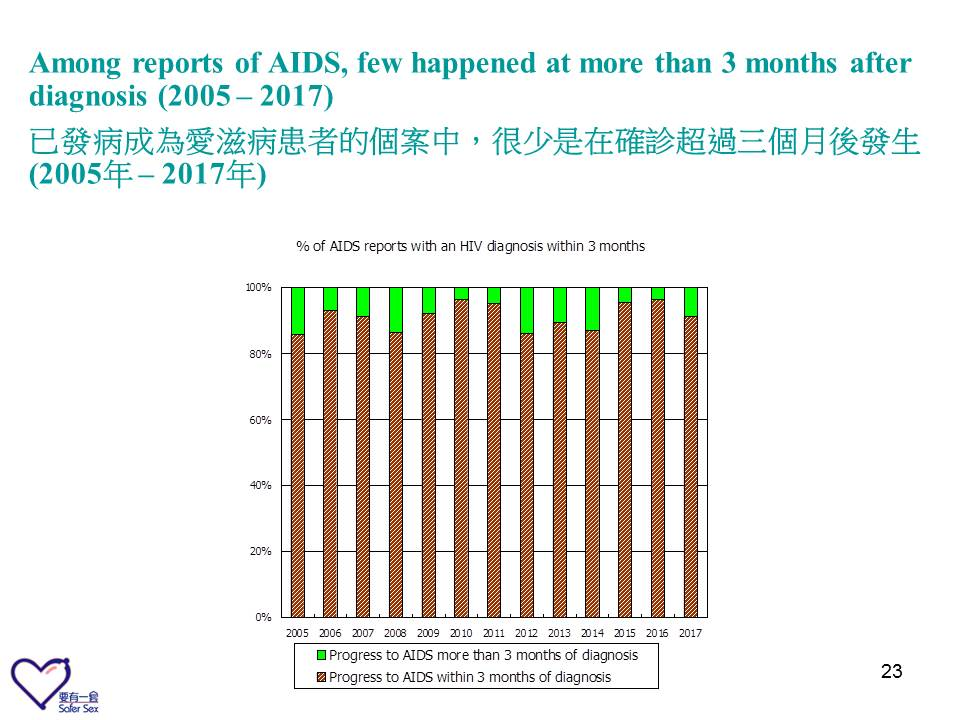 Among reports of AIDS, few happened at more than 3 months after
diagnosis (2005 – 2017)
已發病成為愛滋病患者的個案中，很少是在確診超過三個月後發生
(2005年 – 2017年)
% of AIDS reports with an HIV diagnosis within 3 months
100%
80%
60%
40%
20%
0%
2005 2006 2007 2008 2009 2010 2011 2012 2013 2014 2015 2016 2017
Progress to AIDS more than 3 months of diagnosis
Progress to AIDS within 3 months of diagnosis
要有一套
Safer Sex
23